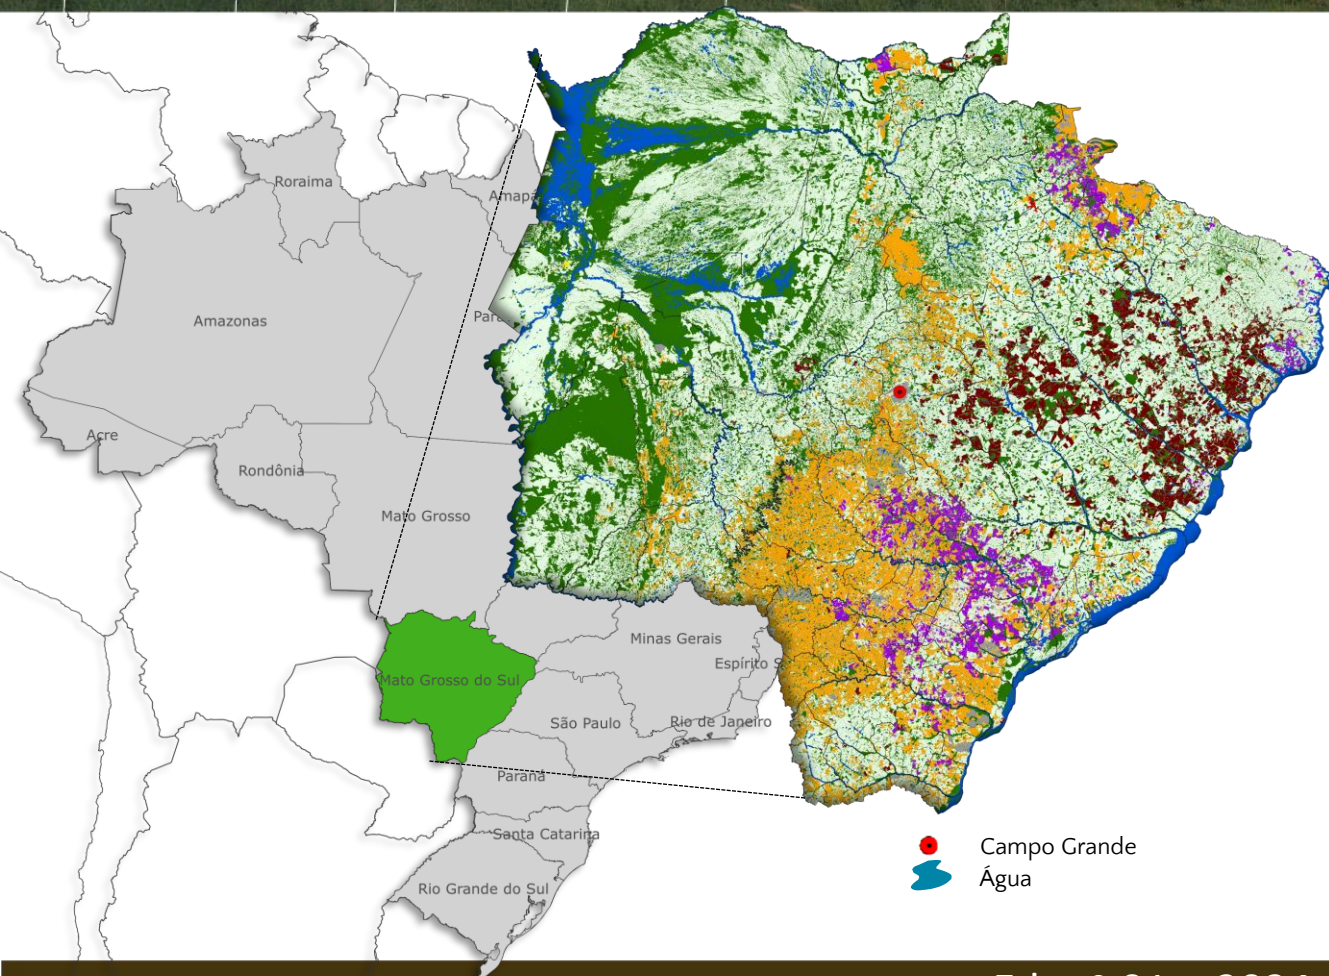 Roraima
Amapá
Amazonas
Pará
Acre
Rondônia
Mato Grosso
Minas Gerais
Espírito S
Mato Grosso do Sul
São Paulo
Rio de Janeiro
Paraná
Santa Catarina
Rio Grande do Sul
Campo Grande
Água